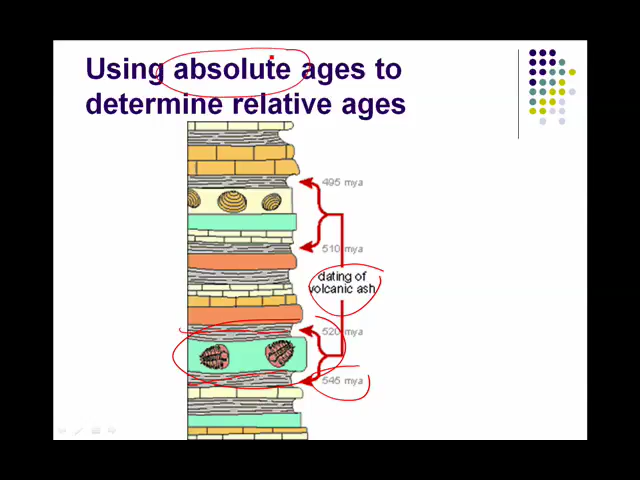 Using absolute ages to
determine relative ages
495 mya
510 mya
dating of
volcanic ash
520 mya
545 mya